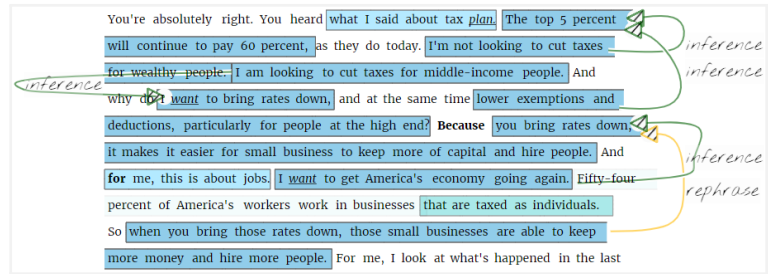 You're absolutely right. You heard what I said about tax plan. The top 5 percent
will continue to pay 60 percent, as they do today. I'm not looking to cut taxes
inference
for wealthy people. I am looking to cut taxes for middle-income people. And
inference
inference
why do I want to bring rates down, and at the same time lower exemptions and
deductions, particularly for people at the high end? Because you bring rates down,
it makes it easier for small business to keep more of capital and hire people. And
inference
for me, this is about jobs. I want to get America's economy going again. Fifty-four
rephrase
percent of America's workers work in businesses that are taxed as individuals.
So when you bring those rates down, those small businesses are able to keep
more money and hire more people. For me, I look at what's happened in the last